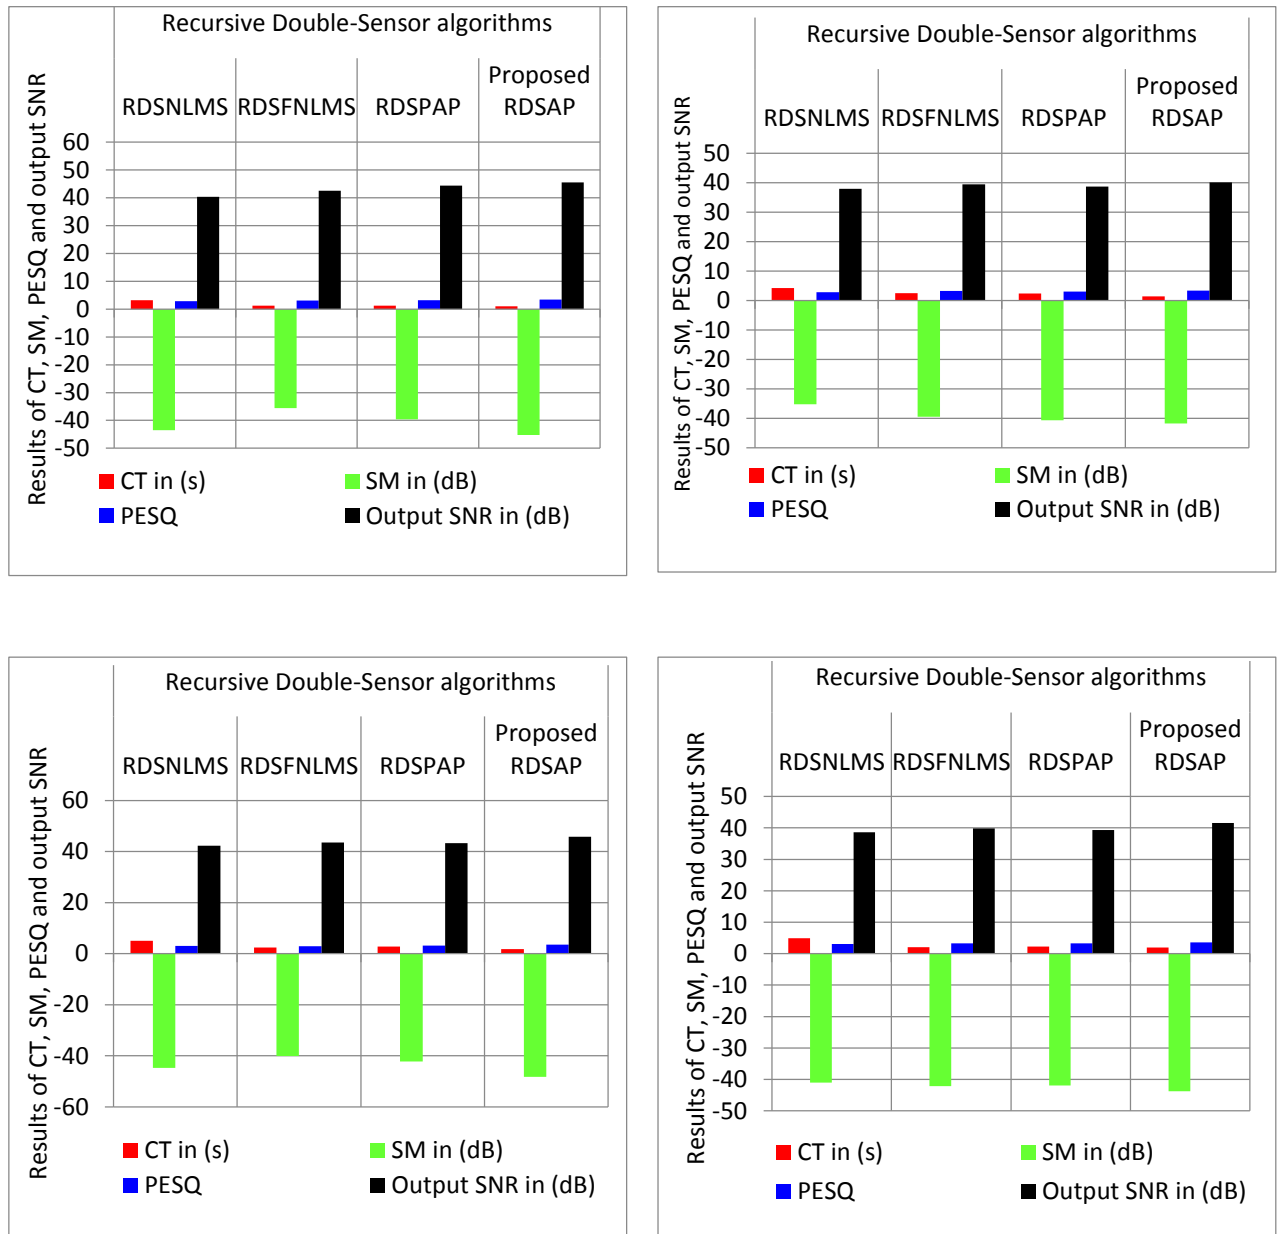 Recursive Double-Sensor algorithms
RDSNLMS RDSFNLMS RDSPAP Proposed RDSAP
Results of CT, SM, PESQ and output SNR
60
50
40
30
20
10
0
-10
-20
-30
-40
-50
CT in (s) SM in (dB)
PESQ Output SNR in (dB)
Recursive Double-Sensor algorithms
RDSNLMS RDSFNLMS RDSPAP Proposed RDSAP
Results of CT, SM, PESQ and output SNR
50
40
30
20
10
0
-10
-20
-30
-40
-50
CT in (s) SM in (dB)
PESQ Output SNR in (dB)
Recursive Double-Sensor algorithms
RDSNLMS RDSFNLMS RDSPAP Proposed RDSAP
Results of CT, SM, PESQ and output SNR
60
40
20
0
-20
-40
-60
CT in (s) SM in (dB)
PESQ Output SNR in (dB)
Recursive Double-Sensor algorithms
RDSNLMS RDSFNLMS RDSPAP Proposed RDSAP
Results of CT, SM, PESQ and output SNR
50
40
30
20
10
0
-10
-20
-30
-40
-50
CT in (s) SM in (dB)
PESQ Output SNR in (dB)